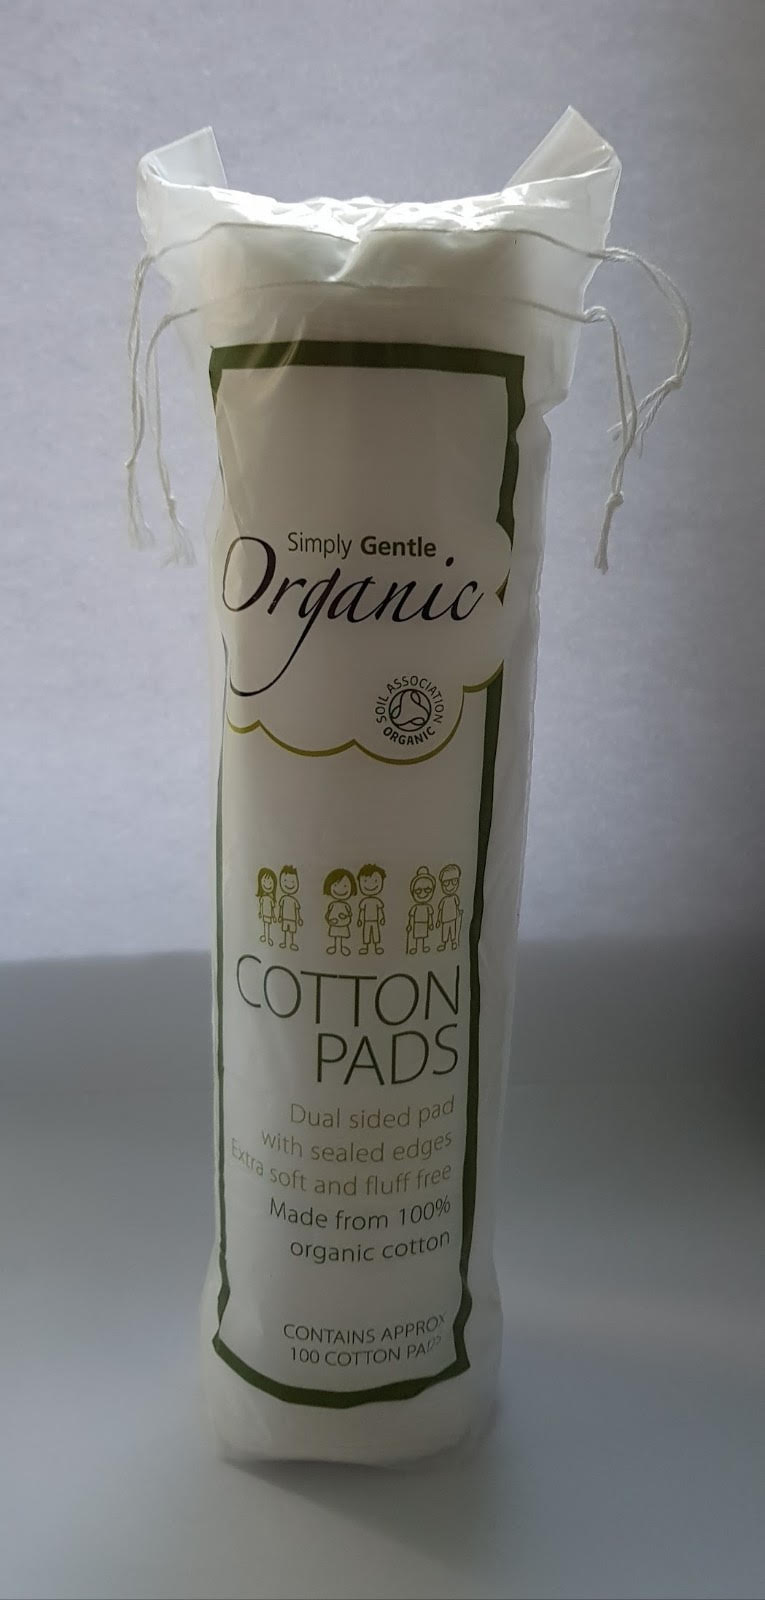 Simply Gentle
Organic
SOIL ASSOCIATION
ORGANIC
COTTON
PADS
Dual sided pad
with sealed edges
Extra soft and fluff free
Made from 100%
organic cotton
CONTAINS APPROX
100 COTTON PADS